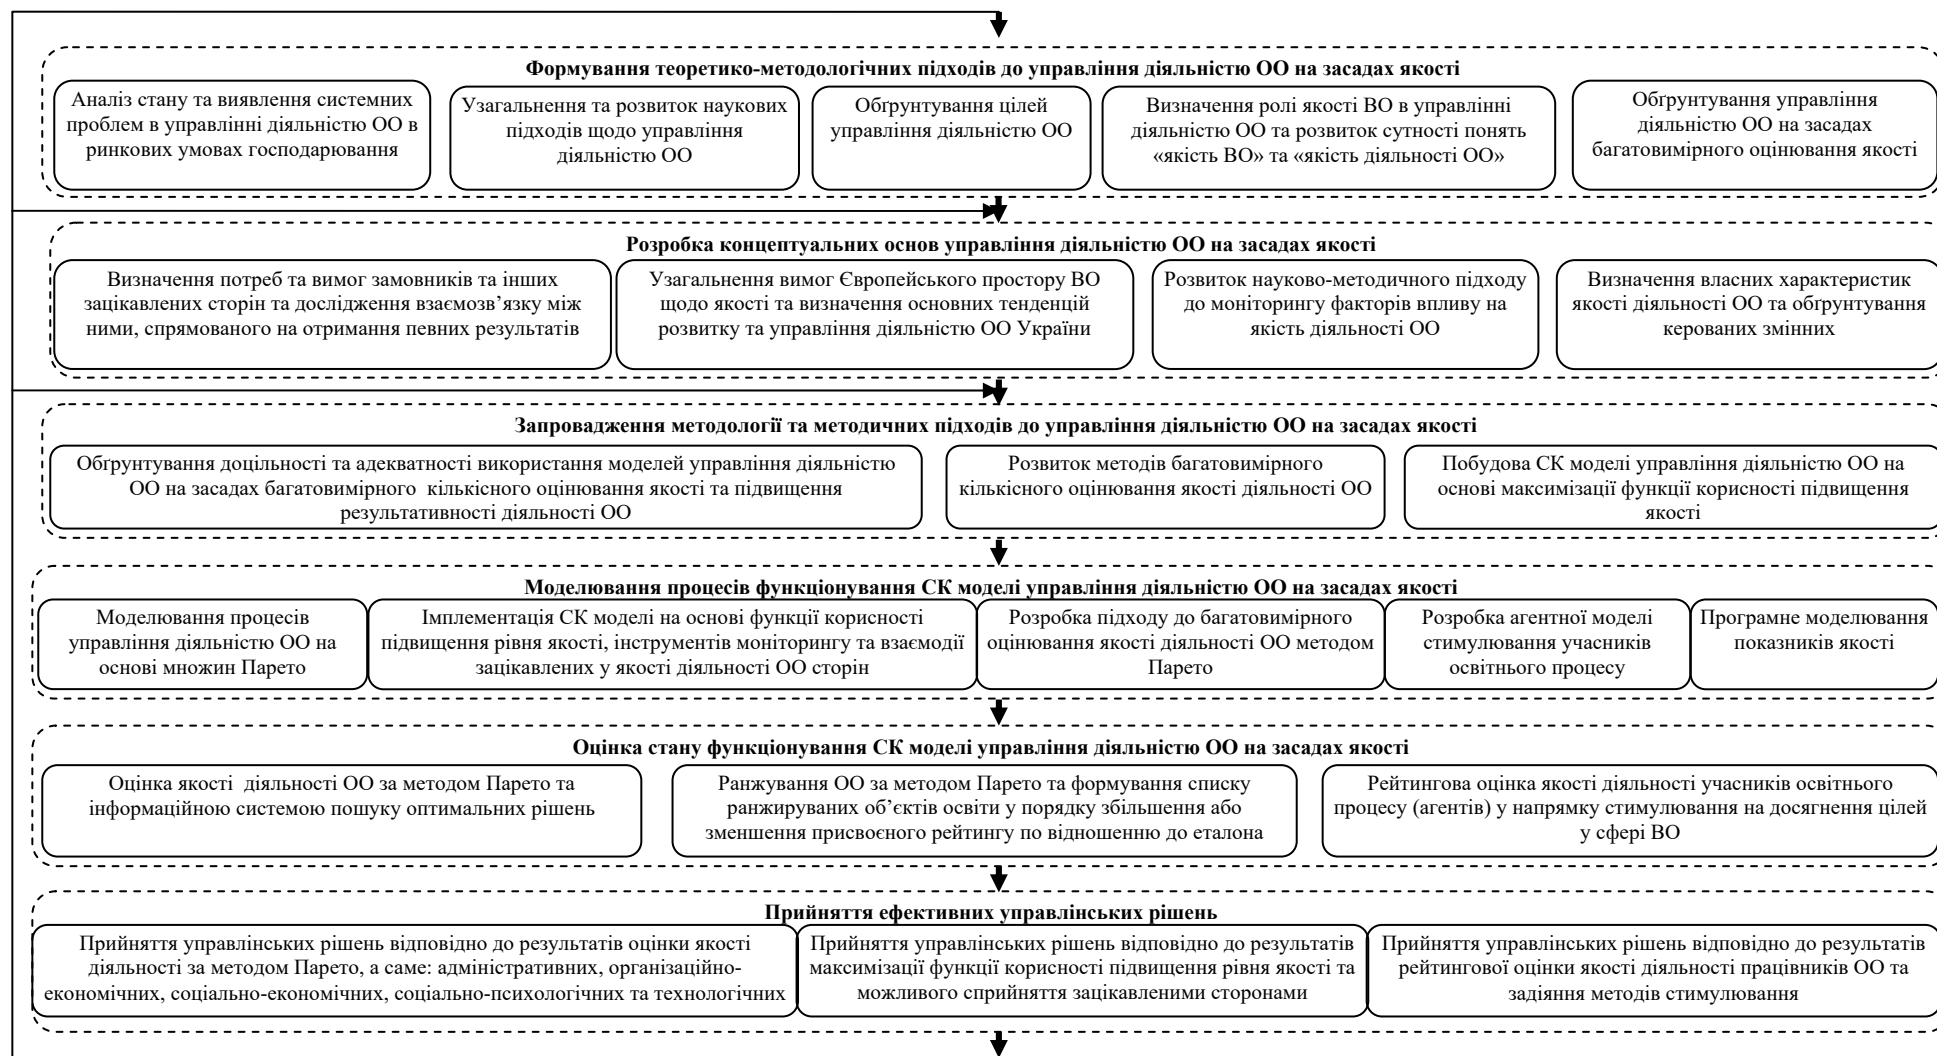 Формування теоретико-методологічних підходів до управління діяльністю ОО на засадах якості
Аналіз стану та виявлення системних
проблем в управлінні діяльністю ОО в
ринкових умовах господарювання
Узагальнення та розвиток наукових
підходів щодо управління
діяльністю ОО
Обґрунтування цілей
управління діяльністю ОО
Визначення ролі якості ВО в управлінні
діяльністю ОО та розвиток сутності понять
«якість ВО» та «якість діяльності ОО»
Обґрунтування управління
діяльністю ОО на засадах
багатовимірного оцінювання якості
Розробка концептуальних основ управління діяльністю ОО на засадах якості
Визначення потреб та вимог замовників та інших
зацікавлених сторін та дослідження взаємозв’язку між
ними, спрямованого на отримання певних результатів
Узагальнення вимог Європейського простору ВО
щодо якості та визначення основних тенденцій
розвитку та управління діяльністю ОО України
Розвиток науково-методичного підходу
до моніторингу факторів впливу на
якість діяльності ОО
Визначення власних характеристик
якості діяльності ОО та обґрунтування
керованих змінних
Запровадження методології та методичних підходів до управління діяльністю ОО на засадах якості
Обґрунтування доцільності та адекватності використання моделей управління діяльністю
ОО на засадах багатовимірного кількісного оцінювання якості та підвищення
результативності діяльності ОО
Розвиток методів багатовимірного
кількісного оцінювання якості діяльності ОО
Побудова СК моделі управління діяльністю ОО на
основі максимізації функції корисності підвищення
якості
Моделювання процесів функціонування СК моделі управління діяльністю ОО на засадах якості
Моделювання процесів
управління діяльністю ОО на
основі множин Парето
Імплементація СК моделі на основі функції корисності
підвищення рівня якості, інструментів моніторингу та взаємодії
зацікавлених у якості діяльності ОО сторін
Розробка підходу до багатовимірного
оцінювання якості діяльності ОО методом
Парето
Розробка агентної моделі
стимулювання учасників
освітнього процесу
Програмне моделювання
показників якості
Оцінка стану функціонування СК моделі управління діяльністю ОО на засадах якості
Оцінка якості діяльності ОО за методом Парето та
інформаційною системою пошуку оптимальних рішень
Ранжування ОО за методом Парето та формування списку
ранжируваних об’єктів освіти у порядку збільшення або
зменшення присвоєного рейтингу по відношенню до еталона
Рейтингова оцінка якості діяльності учасників освітнього
процесу (агентів) у напрямку стимулювання на досягнення цілей
у сфері ВО
Прийняття ефективних управлінських рішень
Прийняття управлінських рішень відповідно до результатів оцінки якості
діяльності за методом Парето, а саме: адміністративних, організаційно-
економічних, соціально-економічних, соціально-психологічних та технологічних
Прийняття управлінських рішень відповідно до результатів
максимізації функції корисності підвищення рівня якості та
можливого сприйняття зацікавленими сторонами
Прийняття управлінських рішень відповідно до результатів
рейтингової оцінки якості діяльності працівників ОО та
задіяння методів стимулювання